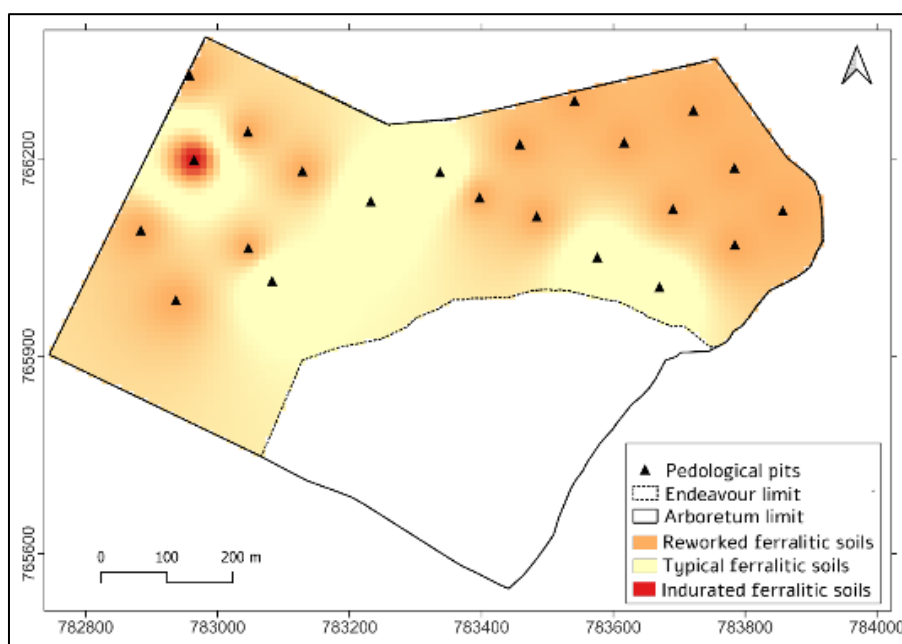 766200
765900
765600
Pedological pits
Endeavour limit
Arboretum limit
Reworked ferralitic soils
Typical ferralitic soils
Indurated ferralitic soils
0 100 200 m
782800 783000 783200 783400 783600 783800 784000